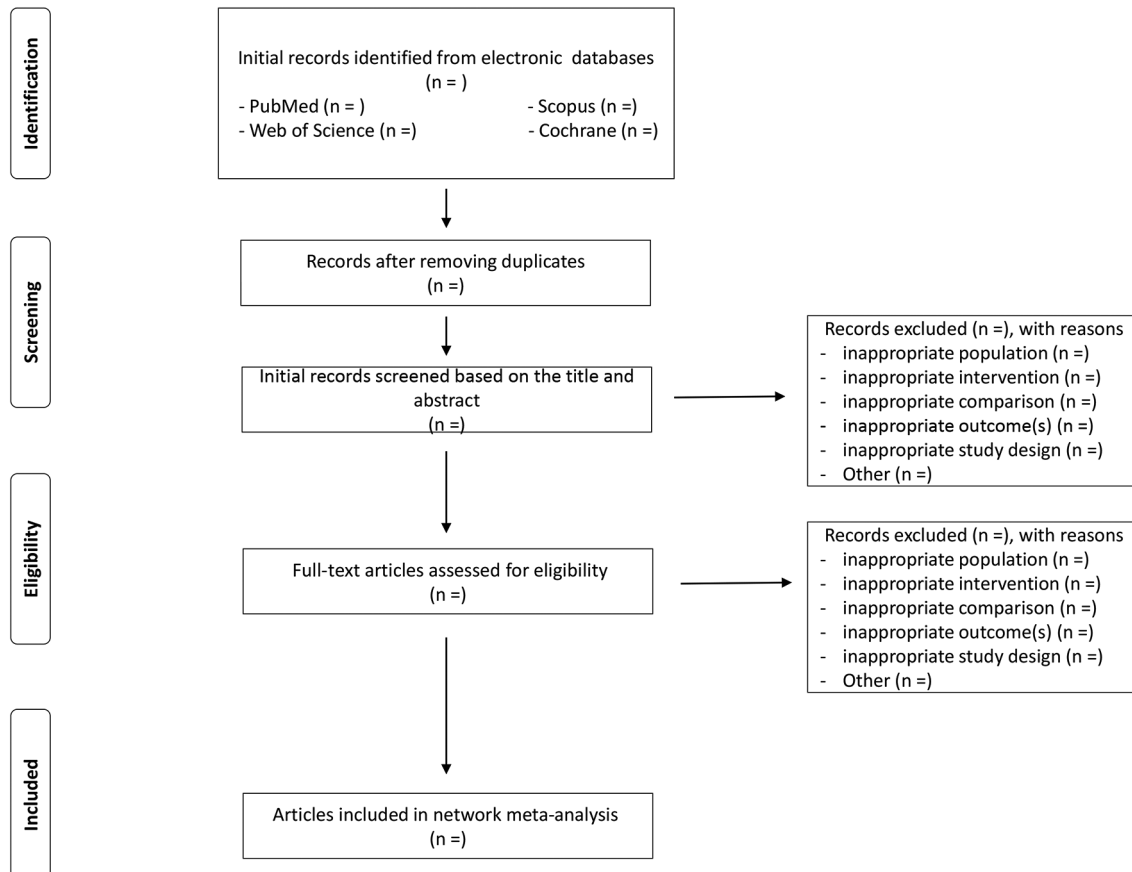 Identification
Initial records identified from electronic databases
(n = )
- PubMed (n = )
- Scopus (n =)
- Web of Science (n =)
- Cochrane (n =)
Screening
Records after removing duplicates
(n =)
Initial records screened based on the title and
abstract
(n =)
Records excluded (n =), with reasons
- inappropriate population (n =)
- inappropriate intervention (n =)
- inappropriate comparison (n =)
- inappropriate outcome(s) (n =)
- inappropriate study design (n =)
- Other (n =)
Eligibility
Full-text articles assessed for eligibility
(n =)
Records excluded (n =), with reasons
- inappropriate population (n =)
- inappropriate intervention (n =)
- inappropriate comparison (n =)
- inappropriate outcome(s) (n =)
- inappropriate study design (n =)
- Other (n =)
Included
Articles included in network meta-analysis
(n =)